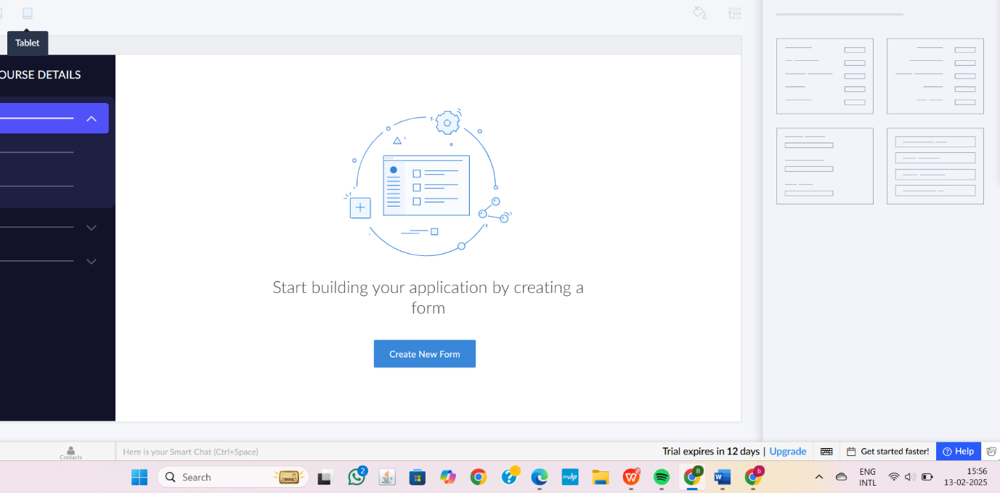 Tablet
OURSE DETAILS
Start building your application by creating a
form
Create New Form
Contacts
Here is your Smart Chat (Ctrl+Space)
Trial expires in 12 days | Upgrade
Get started faster!
Help
Search
2
myhp
W
B
W
b
ENG
INTL
15:56
13-02-2025